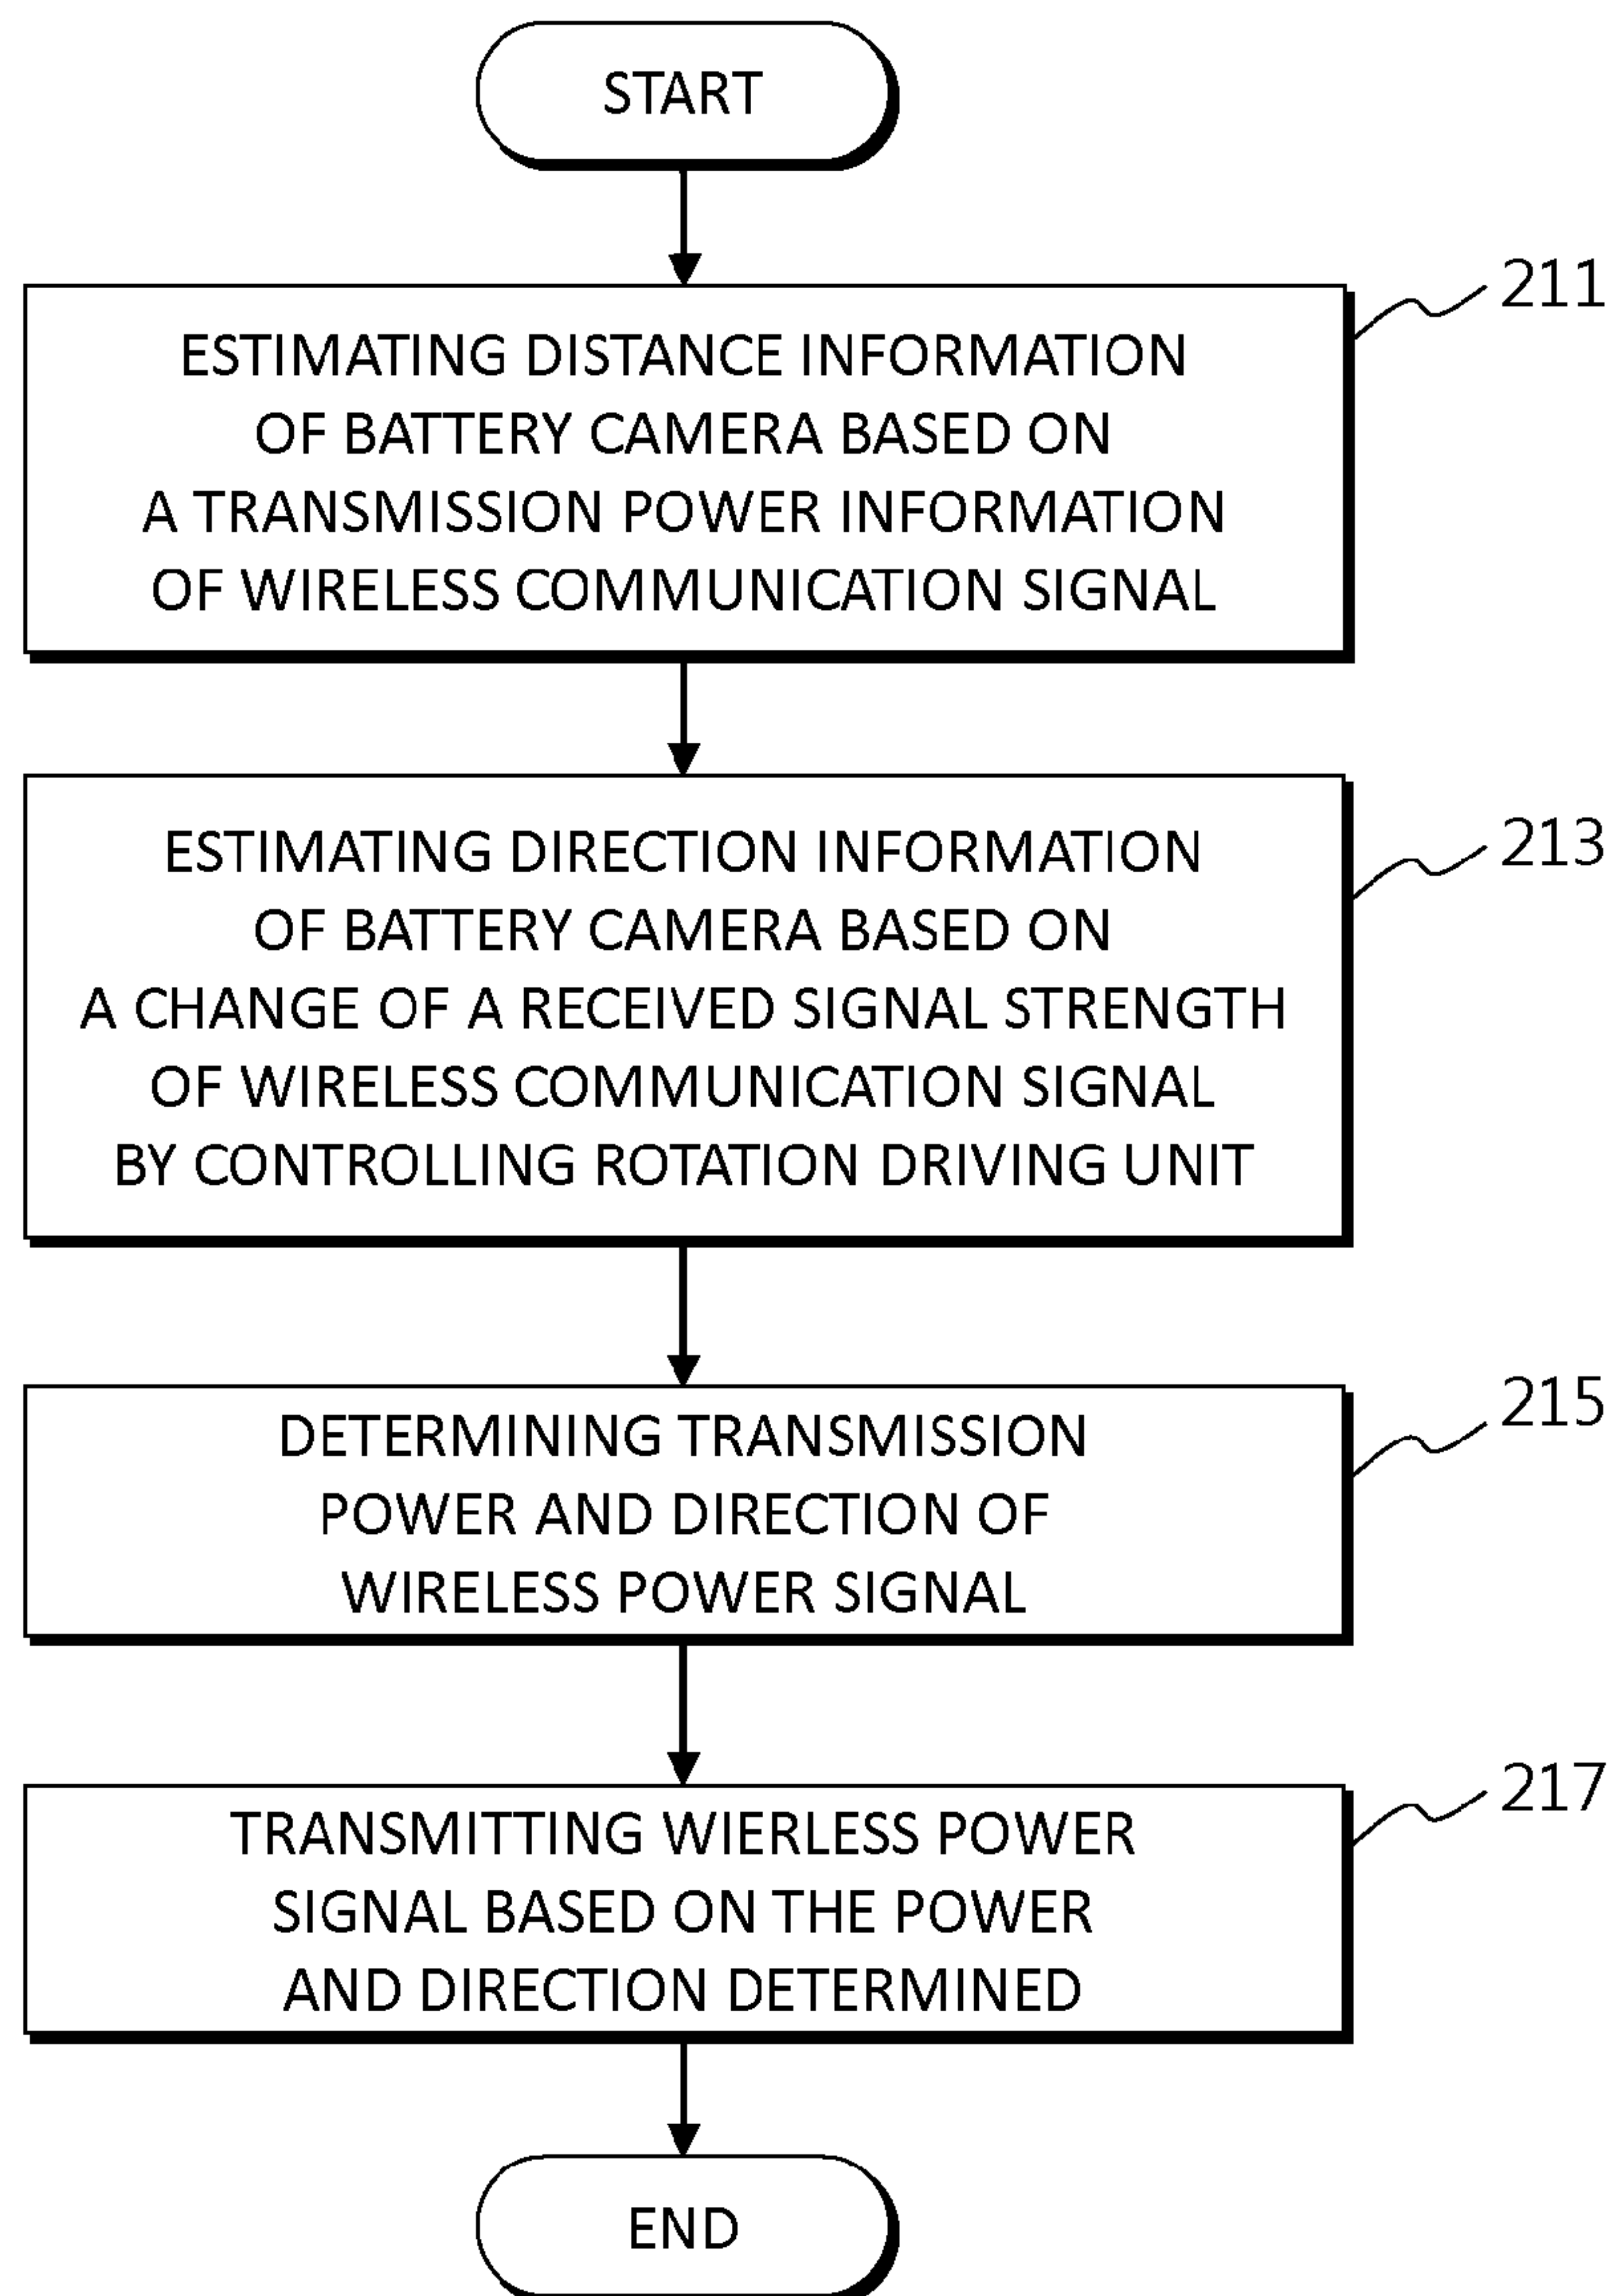 START
211
ESTIMATING DISTANCE INFORMATION
OF BATTERY CAMERA BASED ON
A TRANSMISSION POWER INFORMATION
OF WIRELESS COMMUNICATION SIGNAL
213
ESTIMATING DIRECTION INFORMATION
OF BATTERY CAMERA BASED ON
A CHANGE OF A RECEIVED SIGNAL STRENGTH
OF WIRELESS COMMUNICATION SIGNAL
BY CONTROLLING ROTATION DRIVING UNIT
215
DETERMINING TRANSMISSION
POWER AND DIRECTION OF
WIRELESS POWER SIGNAL
217
TRANSMITTING WIERLESS POWER
SIGNAL BASED ON THE POWER
AND DIRECTION DETERMINED
END